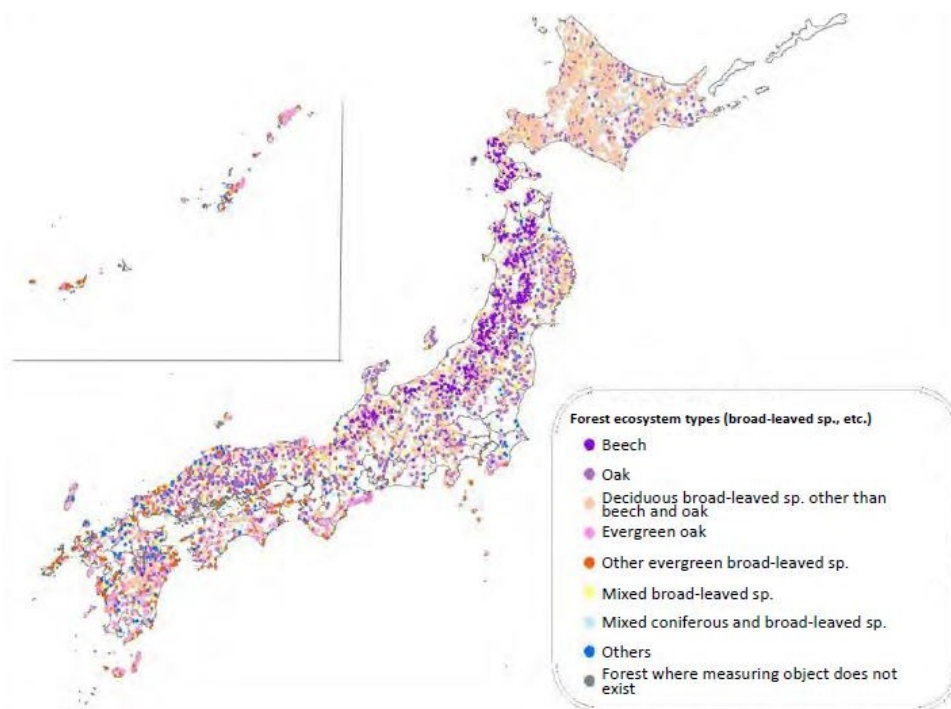 Forest ecosystem types (broad-leaved sp., etc.)
Beech
Oak
Deciduous broad-leaved sp. other than
beech and oak
Evergreen oak
Other evergreen broad-leaved sp.
Mixed broad-leaved sp.
Mixed coniferous and broad-leaved sp.
Others
Forest where measuring object does not
exist